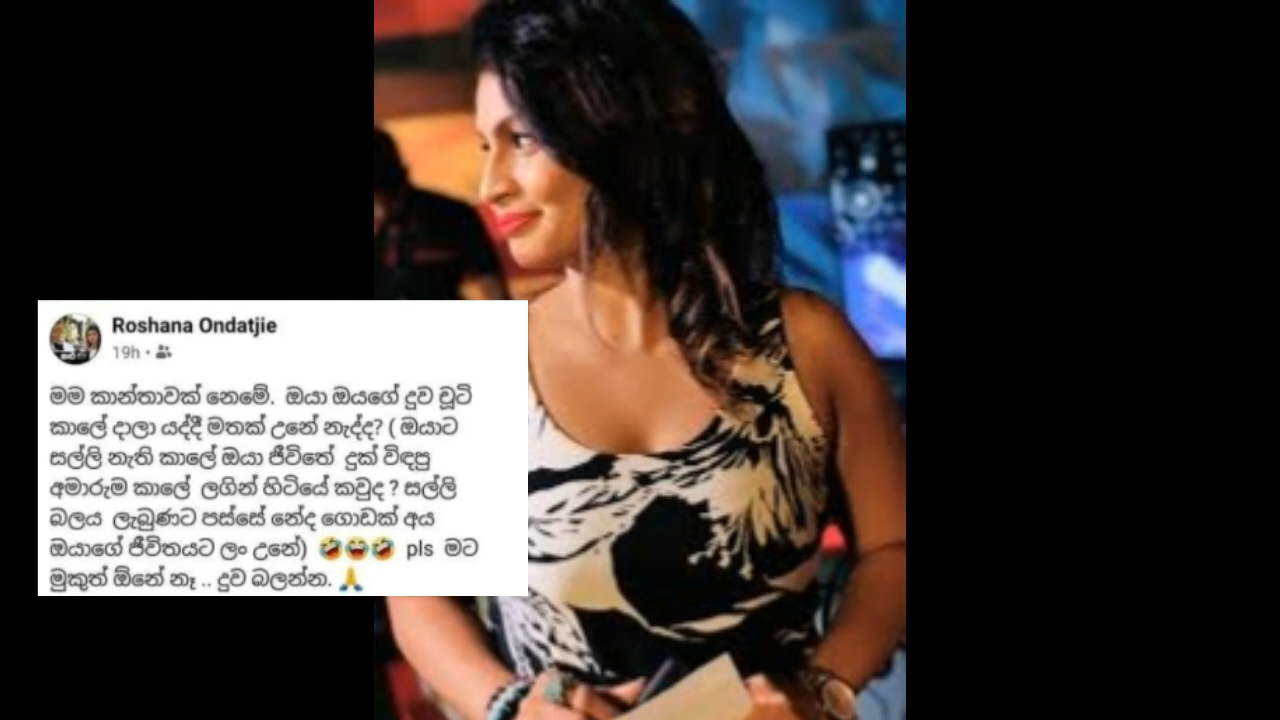 Roshana Ondatjie
19h •
මම කාන්තාවක් නෙමේ. ඔයා ඔයගේ දුව චූටි
කාලේ දාලා යද්දී මතක් උනේ නැද්ද? ( ඔයාට
සල්ලි නැති කාලේ ඔයා ජීවිතේ දුක් විඳපු
අමාරුම කාලේ ලගින් හිටියේ කවුද ? සල්ලි
බලය ලැබුණට පස්සේ නේද ගොඩක් අය
ඔයාගේ ජීවිතයට ලං උනේ) 🤣😂🤣 pls මට
මුකුත් ඕනේ නෑ .. දුව බලන්න. 🙏